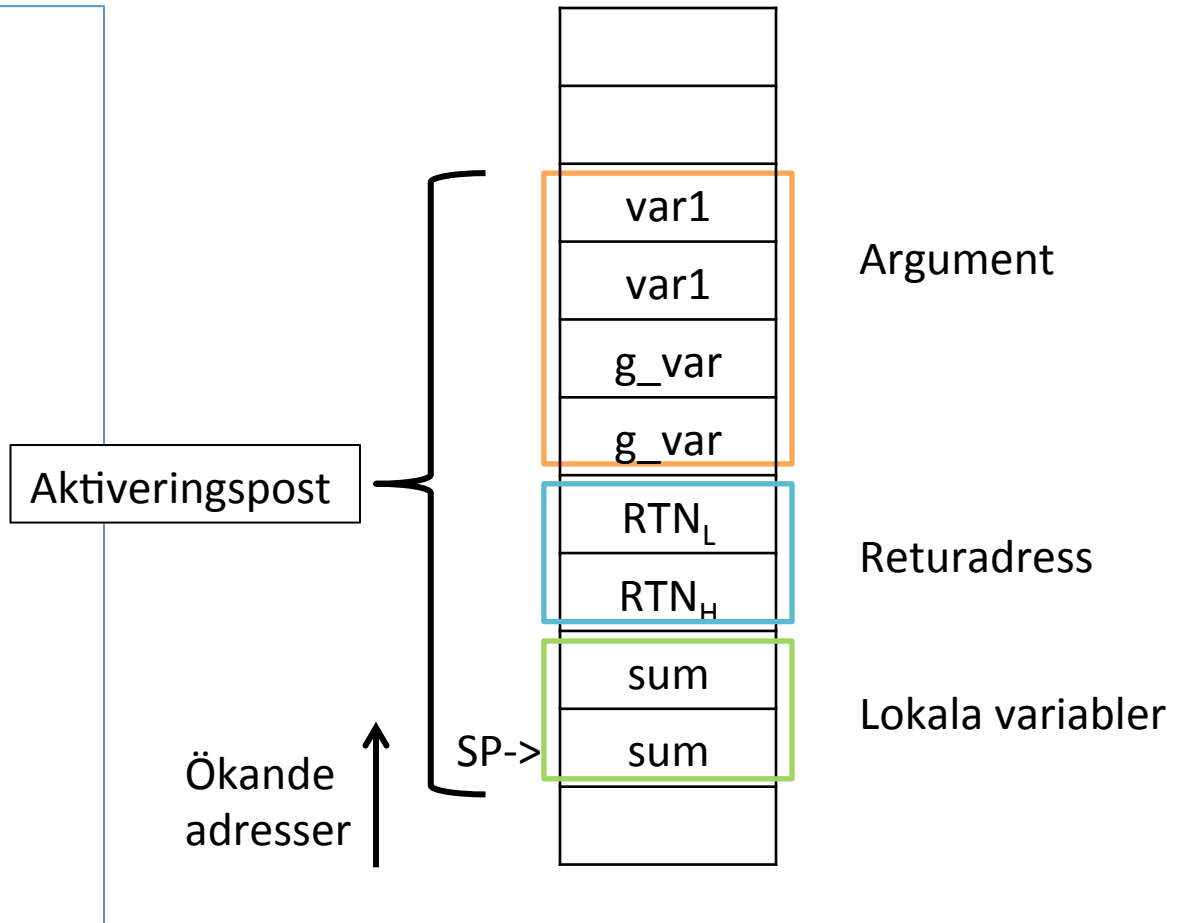 var1
var1
Argument
g_var
g_var
Aktiveringspost
RTNL
RTNH
Returadress
sum
sum
Lokala variabler
SP->
Ökande
adresser